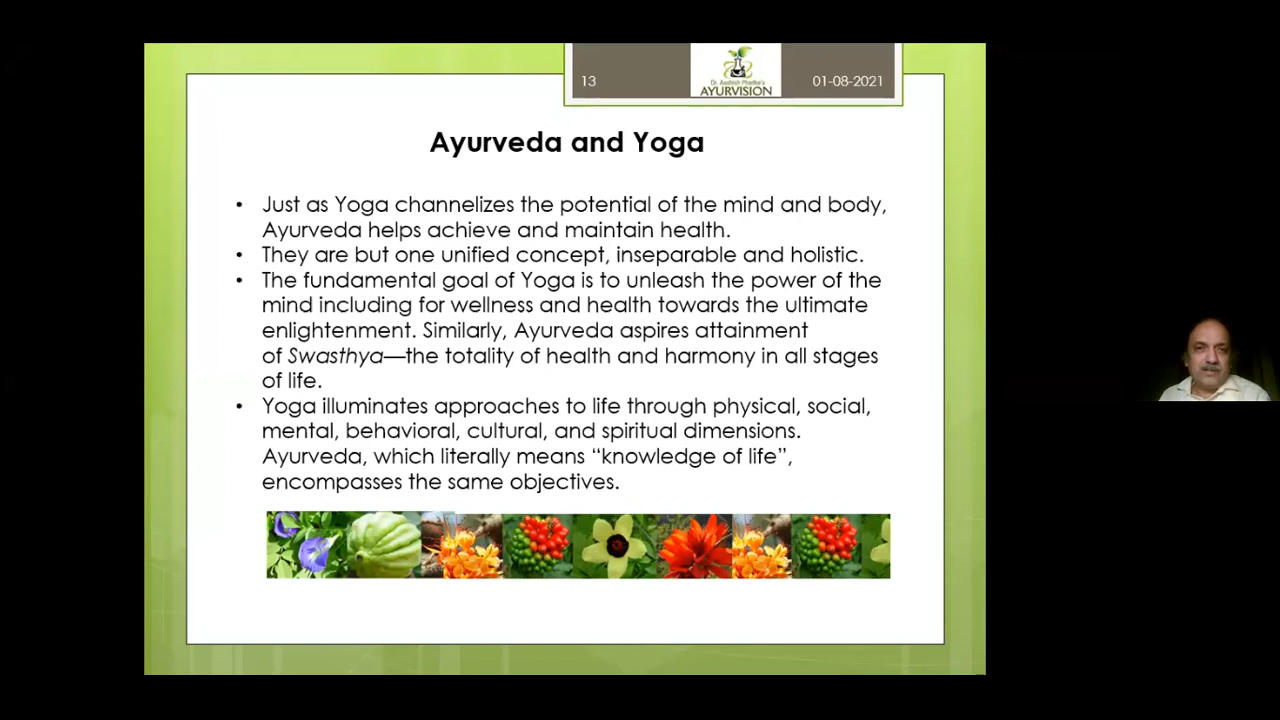 13
Dr. Aashish Phadke's
AYURVISION
01-08-2021
Ayurveda and Yoga
• Just as Yoga channelizes the potential of the mind and body,
Ayurveda helps achieve and maintain health.
• They are but one unified concept, inseparable and holistic.
• The fundamental goal of Yoga is to unleash the power of the
mind including for wellness and health towards the ultimate
enlightenment. Similarly, Ayurveda aspires attainment
of Swasthya—the totality of health and harmony in all stages
of life.
• Yoga illuminates approaches to life through physical, social,
mental, behavioral, cultural, and spiritual dimensions.
Ayurveda, which literally means “knowledge of life”,
encompasses the same objectives.